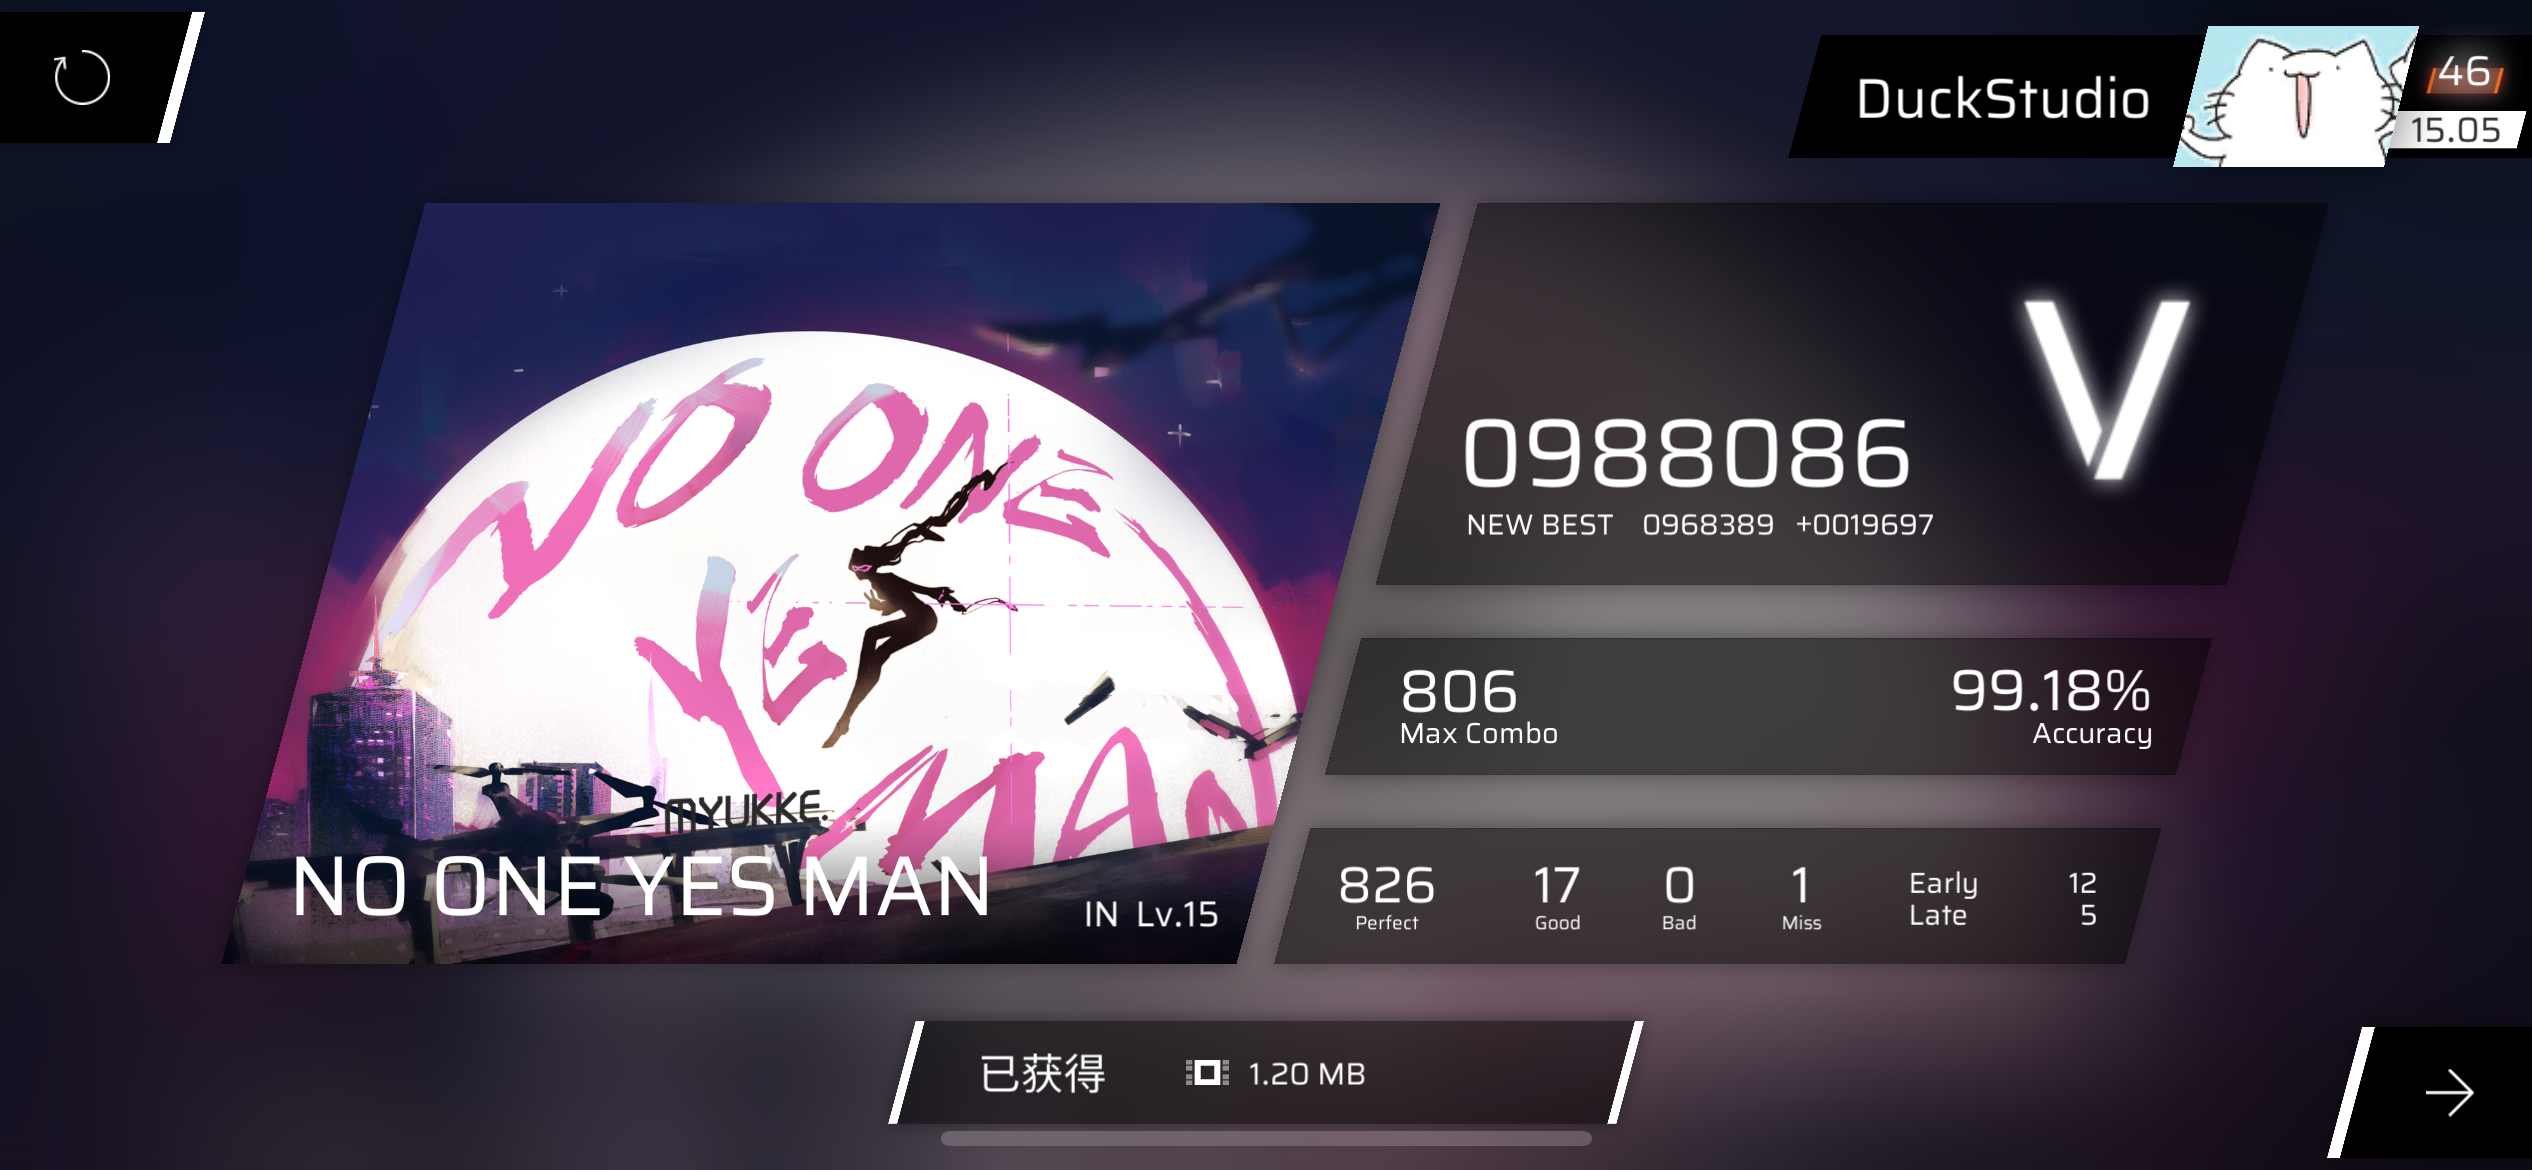 DuckStudio
46
15.05
NO ONE
YES
MAN
MYUKKE.
NO ONE YES MAN
IN Lv.15
0988086
V
NEW BEST 0968389 +0019697
806
Max Combo
99.18%
Accuracy
826 17 0 1
Perfect Good Bad Miss
Early 12
Late 5
已获得 1.20 MB